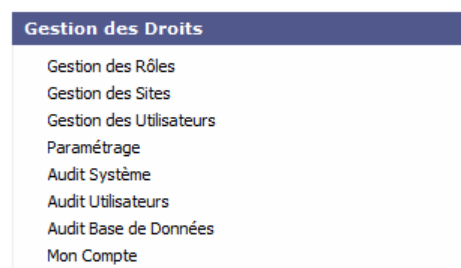 Gestion des Droits
Gestion des Rôles
Gestion des Sites
Gestion des Utilisateurs
Paramétrage
Audit Système
Audit Utilisateurs
Audit Base de Données
Mon Compte